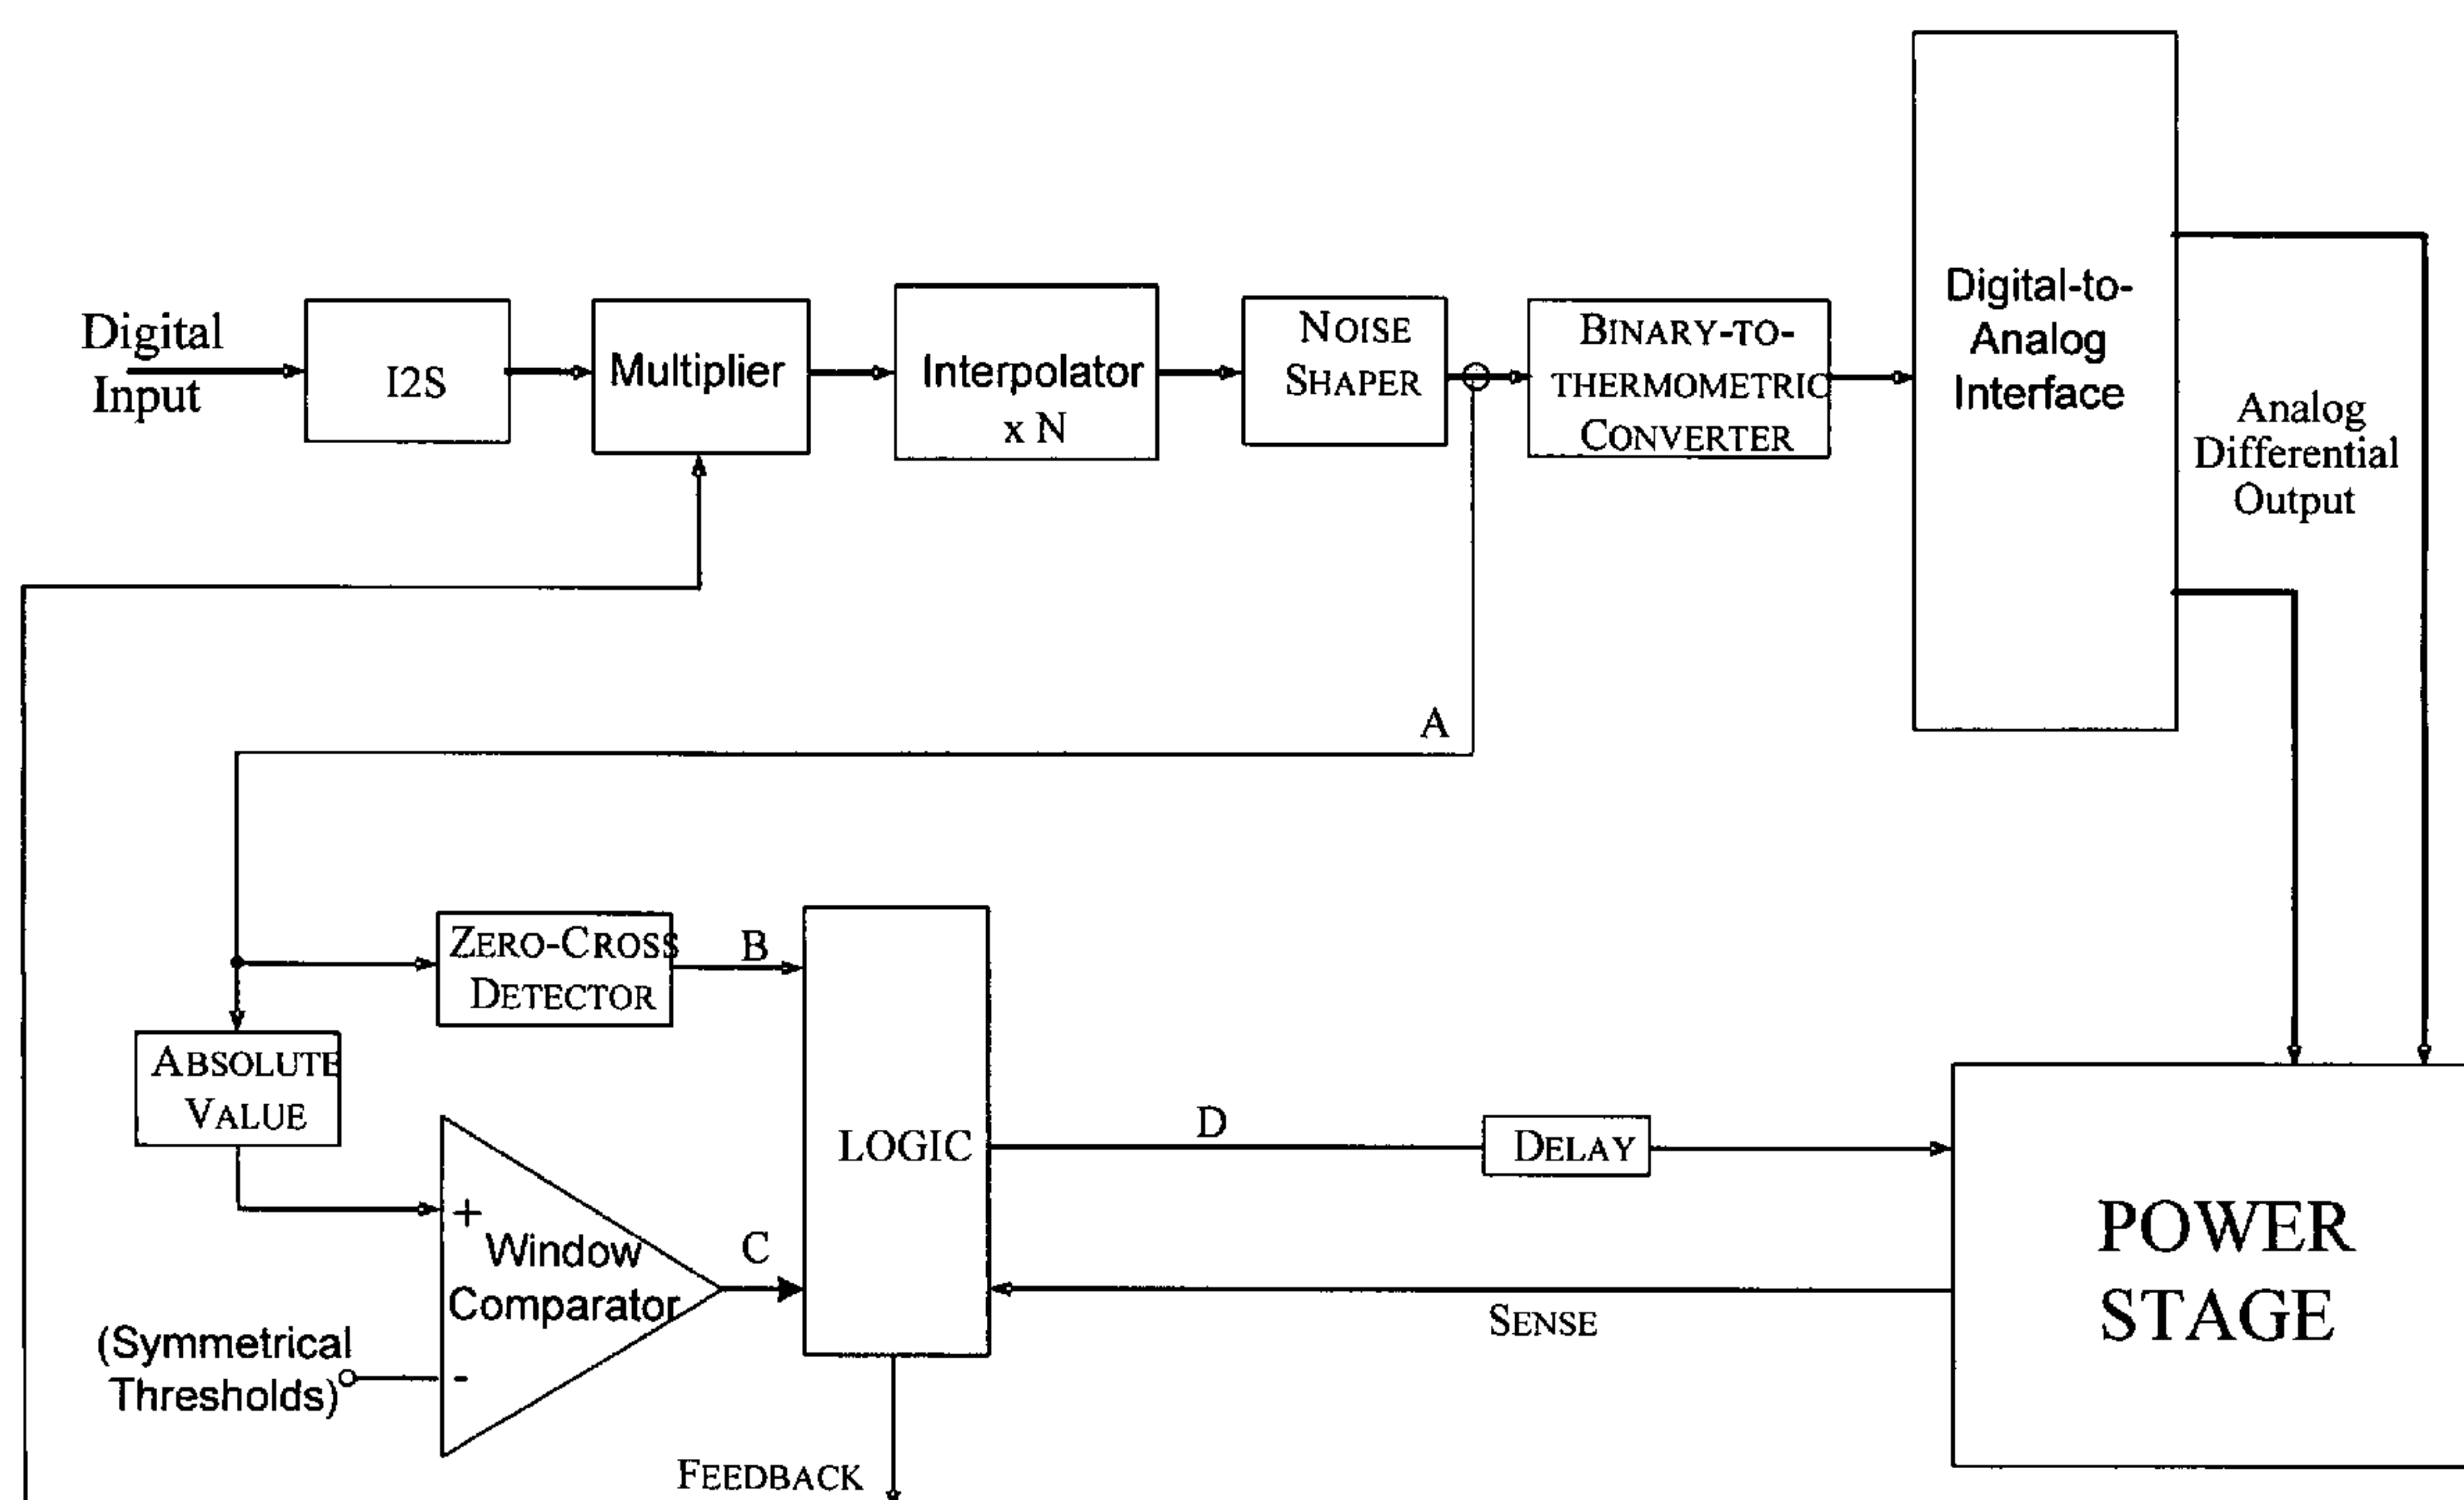 Digital
Input
I2S
Multiplier
Interpolator
x N
NOISE
SHAPER
BINARY-TO-
THERMOMETRIC
CONVERTER
Digital-to-
Analog
Interface
Analog
Differential
Output
A
ZERO-CROSS
DETECTOR
B
ABSOLUTE
VALUE
LOGIC
D
DELAY
+
Window
Comparator
C
-
(Symmetrical
Thresholds)
SENSE
POWER
STAGE
FEEDBACK